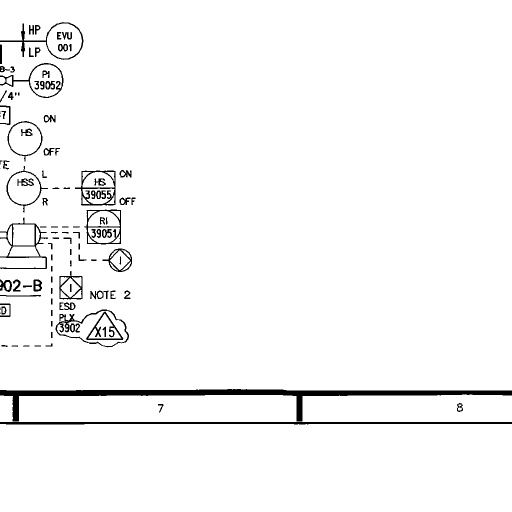 HP
EVU
001
LP
B-3
PI
39052
/4"
7
ON
HS
OFF
TE
L
HSS
HS
39055
ON
R
OFF
RI
39051
I
902-B
I
NOTE 2
ESD
PLX
3902
X15
7
8